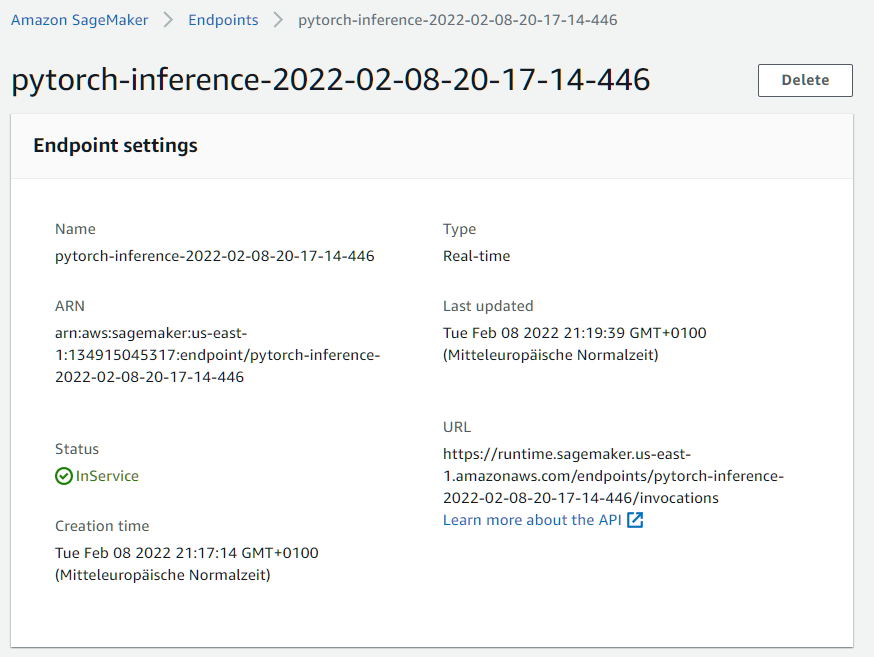 Amazon SageMaker > Endpoints > pytorch-inference-2022-02-08-20-17-14-446
pytorch-inference-2022-02-08-20-17-14-446
Delete
Endpoint settings
Name
pytorch-inference-2022-02-08-20-17-14-446
Type
Real-time
ARN
arn:aws:sagemaker:us-east-
1:134915045317:endpoint/pytorch-inference-
2022-02-08-20-17-14-446
Last updated
Tue Feb 08 2022 21:19:39 GMT+0100
(Mitteleuropäische Normalzeit)
Status
InService
URL
https://runtime.sagemaker.us-east-
1.amazonaws.com/endpoints/pytorch-inference-
2022-02-08-20-17-14-446/invocations
Learn more about the API
Creation time
Tue Feb 08 2022 21:17:14 GMT+0100
(Mitteleuropäische Normalzeit)